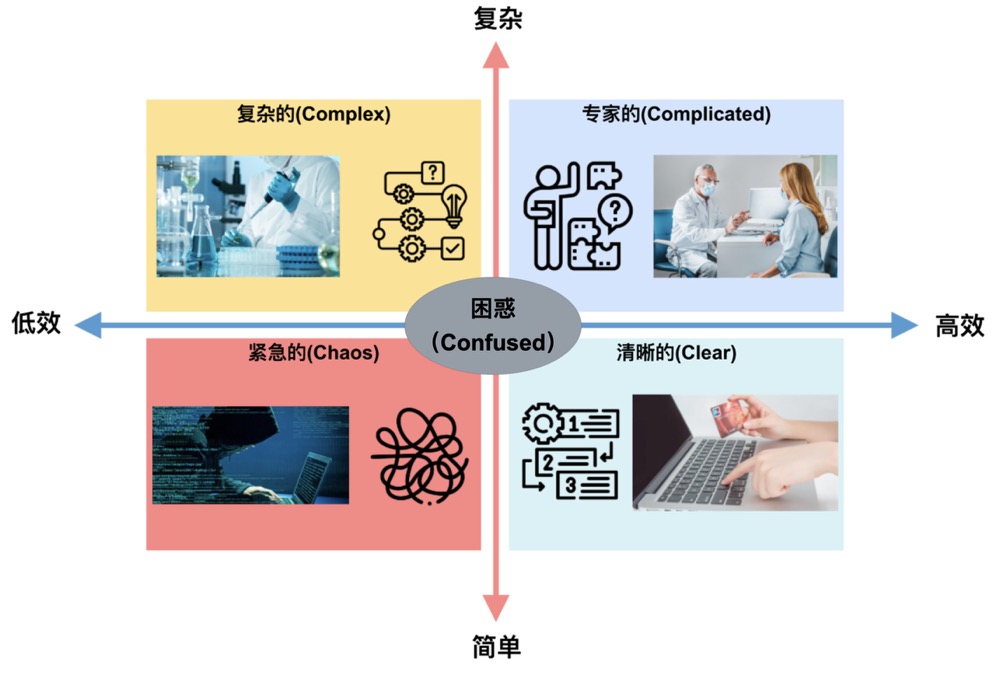 复杂
复杂的(Complex)
专家的(Complicated)
?
?
低效
困惑
（Confused）
高效
紧急的(Chaos)
清晰的(Clear)
1
2
3
简单